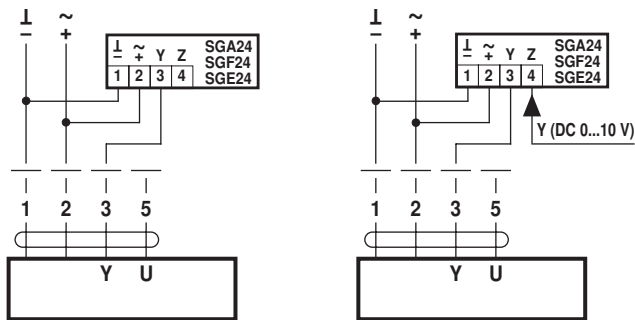 ⊥ ~
– +
⊥ ~ Y Z SGA24
– + SGF24
1 2 3 4 SGE24
1 2 3 5
Y U
⊥ ~
– +
⊥ ~ Y Z SGA24
– + SGF24
1 2 3 4 SGE24
Y (DC 0...10 V)
1 2 3 5
Y U